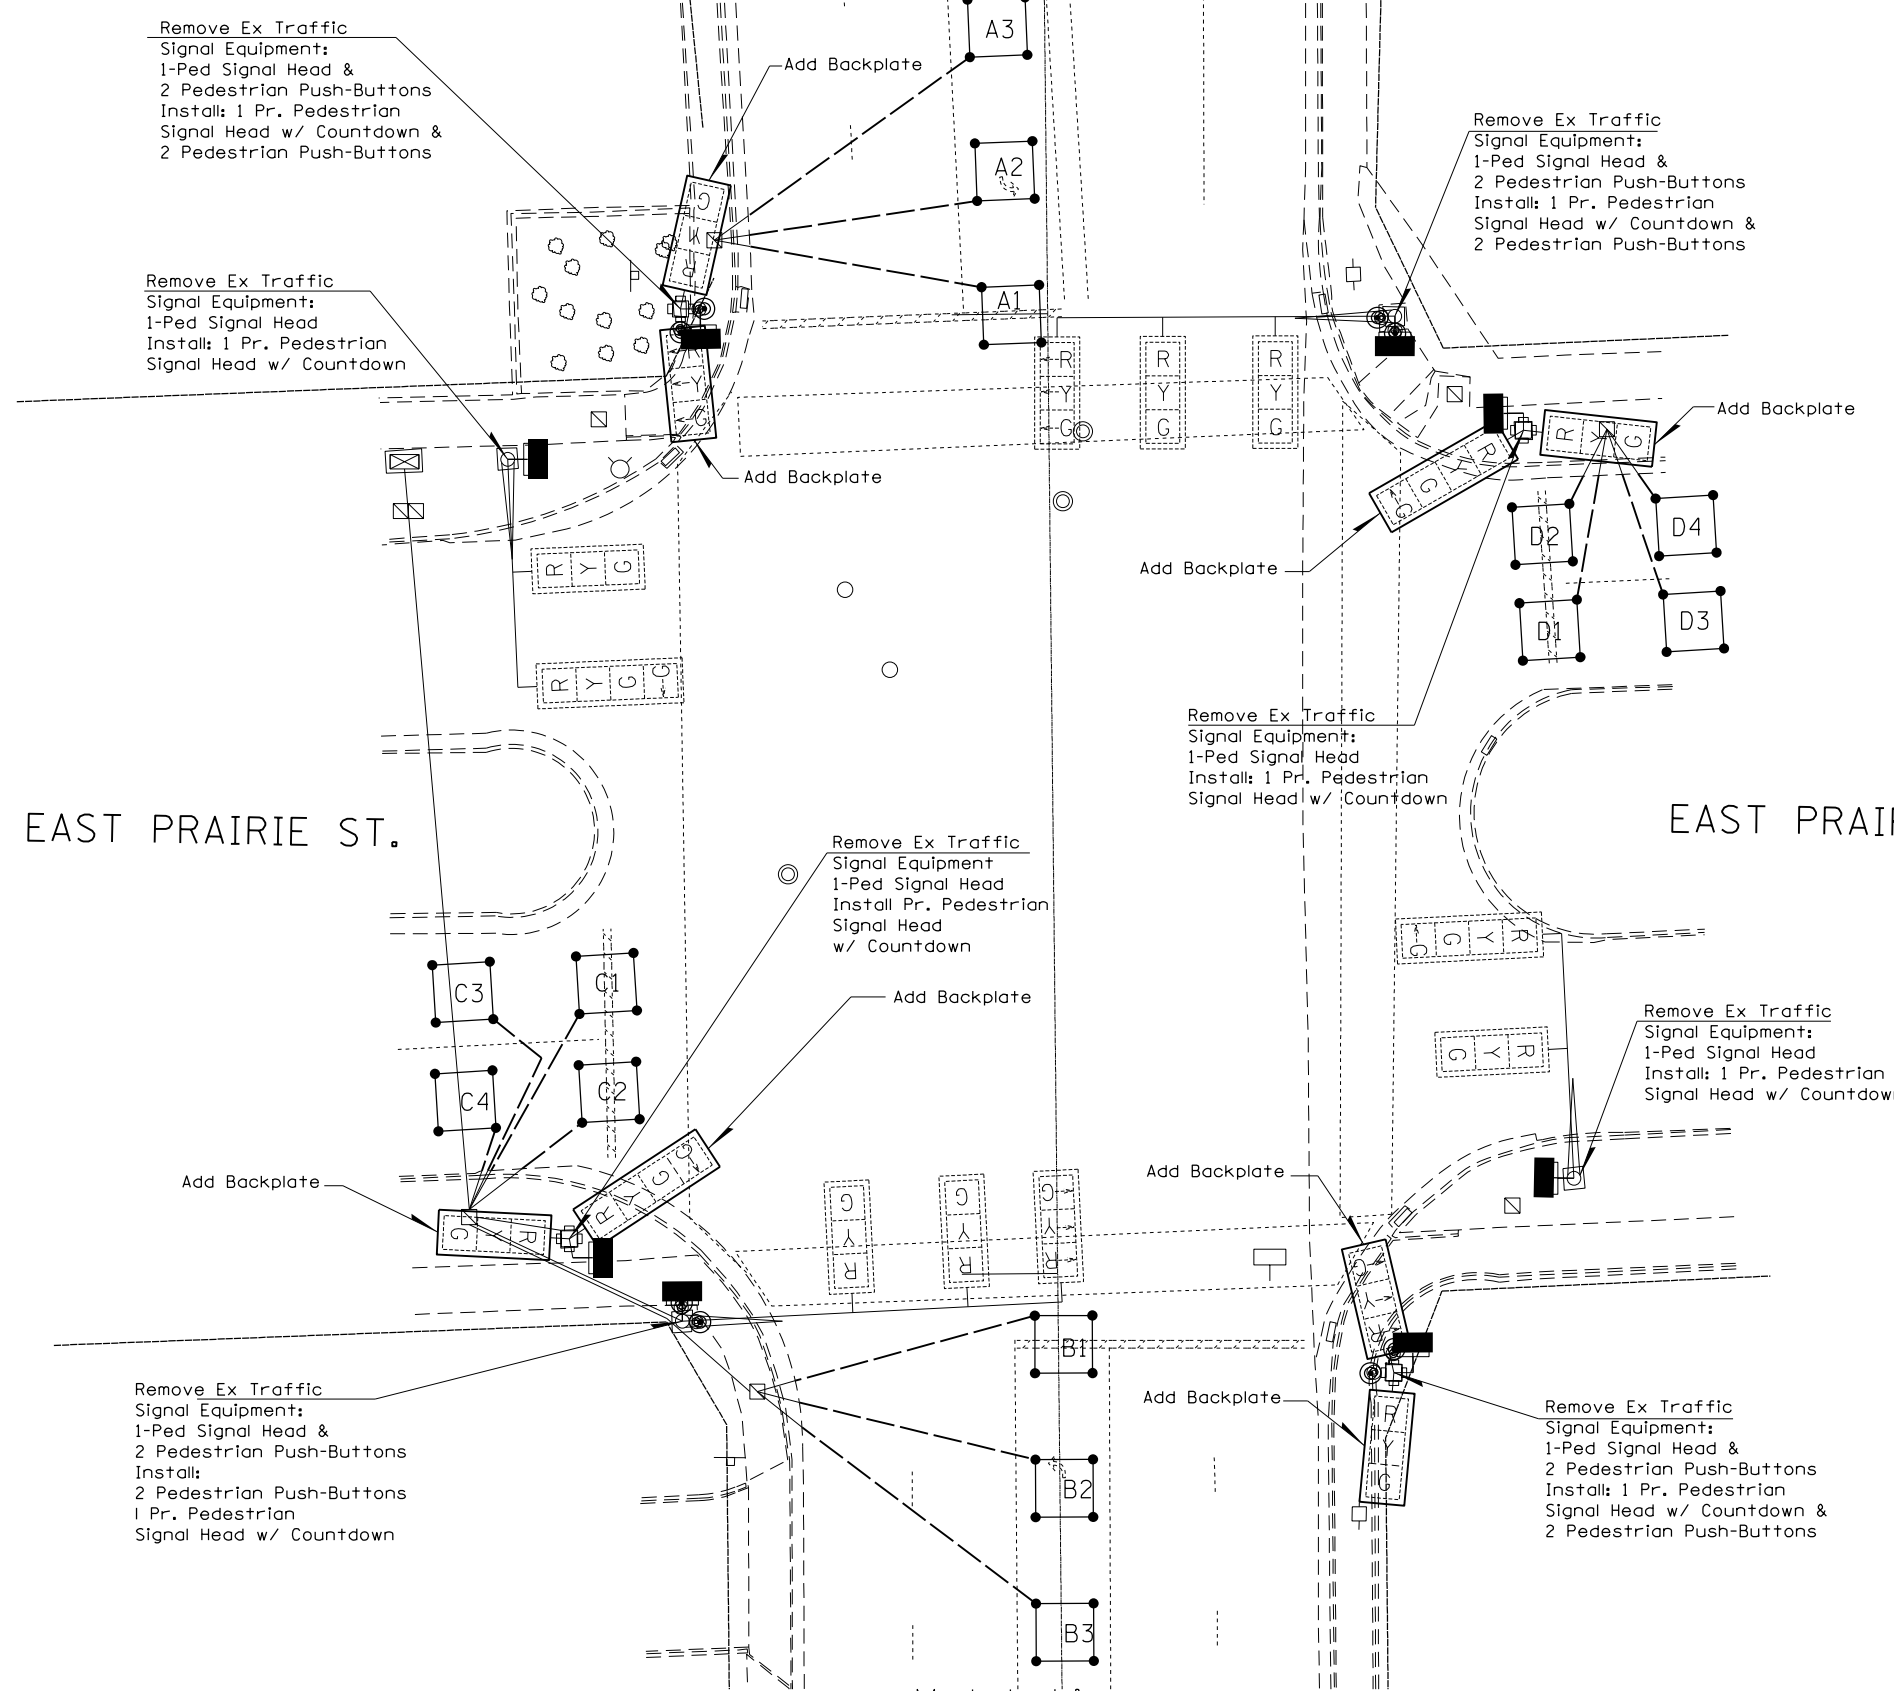 Remove Ex Traffic
Signal Equipment:
1-Ped Signal Head &
2 Pedestrian Push-Buttons
Install: 1 Pr. Pedestrian
Signal Head w/ Countdown &
2 Pedestrian Push-Buttons
Add Backplate
A3
A2
A1
Remove Ex Traffic
Signal Equipment:
1-Ped Signal Head &
2 Pedestrian Push-Buttons
Install: 1 Pr. Pedestrian
Signal Head w/ Countdown &
2 Pedestrian Push-Buttons
Remove Ex Traffic
Signal Equipment:
1-Ped Signal Head
Install: 1 Pr. Pedestrian
Signal Head w/ Countdown
G Y R
R Y G
R Y G
R Y G
R Y G
Add Backplate
Add Backplate
R Y G
R Y G G
Add Backplate
R Y G
R Y G G
D2
D4
D1
D3
Remove Ex Traffic
Signal Equipment:
1-Ped Signal Head
Install: 1 Pr. Pedestrian
Signal Head w/ Countdown
EAST PRAIRIE ST.
EAST PRAI
Remove Ex Traffic
Signal Equipment
1-Ped Signal Head
Install Pr. Pedestrian
Signal Head
w/ Countdown
Add Backplate
C3
C1
C4
C2
G G Y R
G Y R
Remove Ex Traffic
Signal Equipment:
1-Ped Signal Head
Install: 1 Pr. Pedestrian
Signal Head w/ Countdow
Add Backplate
R Y G G
G Y R
G Y R
G Y R
G Y R
Add Backplate
G Y R
B1
B2
B3
Add Backplate
R Y G
Remove Ex Traffic
Signal Equipment:
1-Ped Signal Head &
2 Pedestrian Push-Buttons
Install:
2 Pedestrian Push-Buttons
1 Pr. Pedestrian
Signal Head w/ Countdown
Remove Ex Traffic
Signal Equipment:
1-Ped Signal Head &
2 Pedestrian Push-Buttons
Install: 1 Pr. Pedestrian
Signal Head w/ Countdown &
2 Pedestrian Push-Buttons